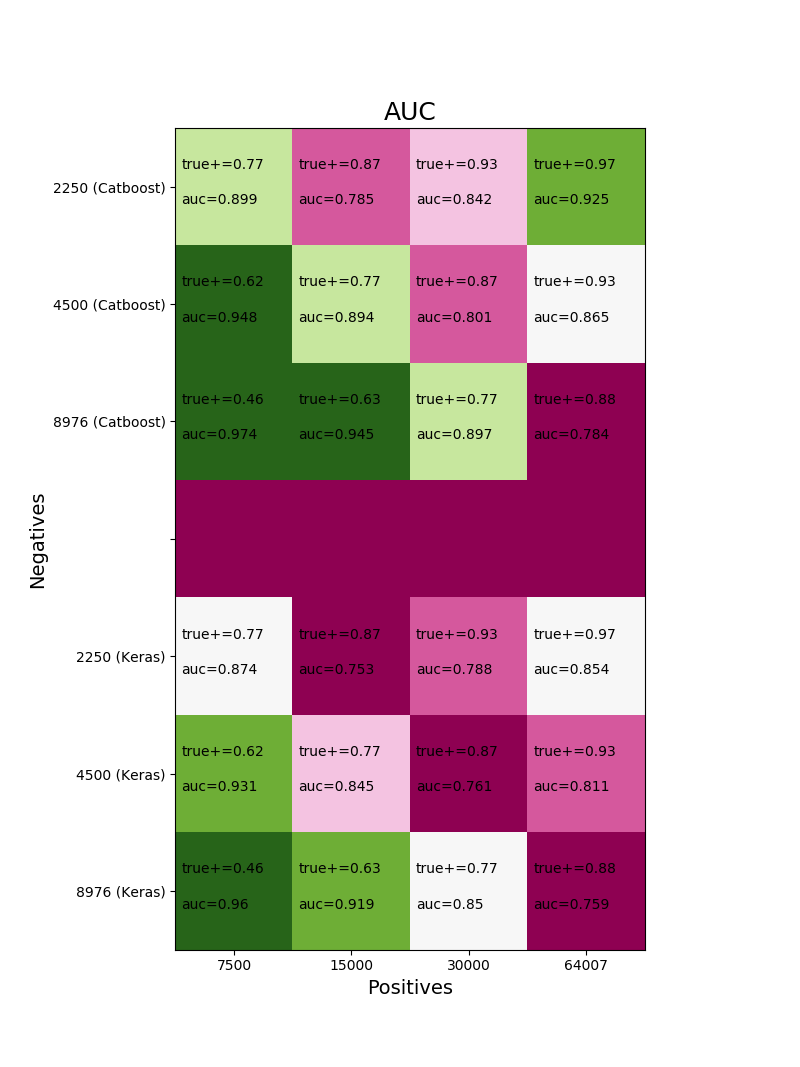 AUC
2250 (Catboost)
true+=0.77 true+=0.87 true+=0.93 true+=0.97
auc=0.899 auc=0.785 auc=0.842 auc=0.925
4500 (Catboost)
true+=0.62 true+=0.77 true+=0.87 true+=0.93
auc=0.948 auc=0.894 auc=0.801 auc=0.865
8976 (Catboost)
true+=0.46 true+=0.63 true+=0.77 true+=0.88
auc=0.974 auc=0.945 auc=0.897 auc=0.784
Negatives
2250 (Keras)
true+=0.77 true+=0.87 true+=0.93 true+=0.97
auc=0.874 auc=0.753 auc=0.788 auc=0.854
4500 (Keras)
true+=0.62 true+=0.77 true+=0.87 true+=0.93
auc=0.931 auc=0.845 auc=0.761 auc=0.811
8976 (Keras)
true+=0.46 true+=0.63 true+=0.77 true+=0.88
auc=0.96 auc=0.919 auc=0.85 auc=0.759
7500 15000 30000 64007
Positives